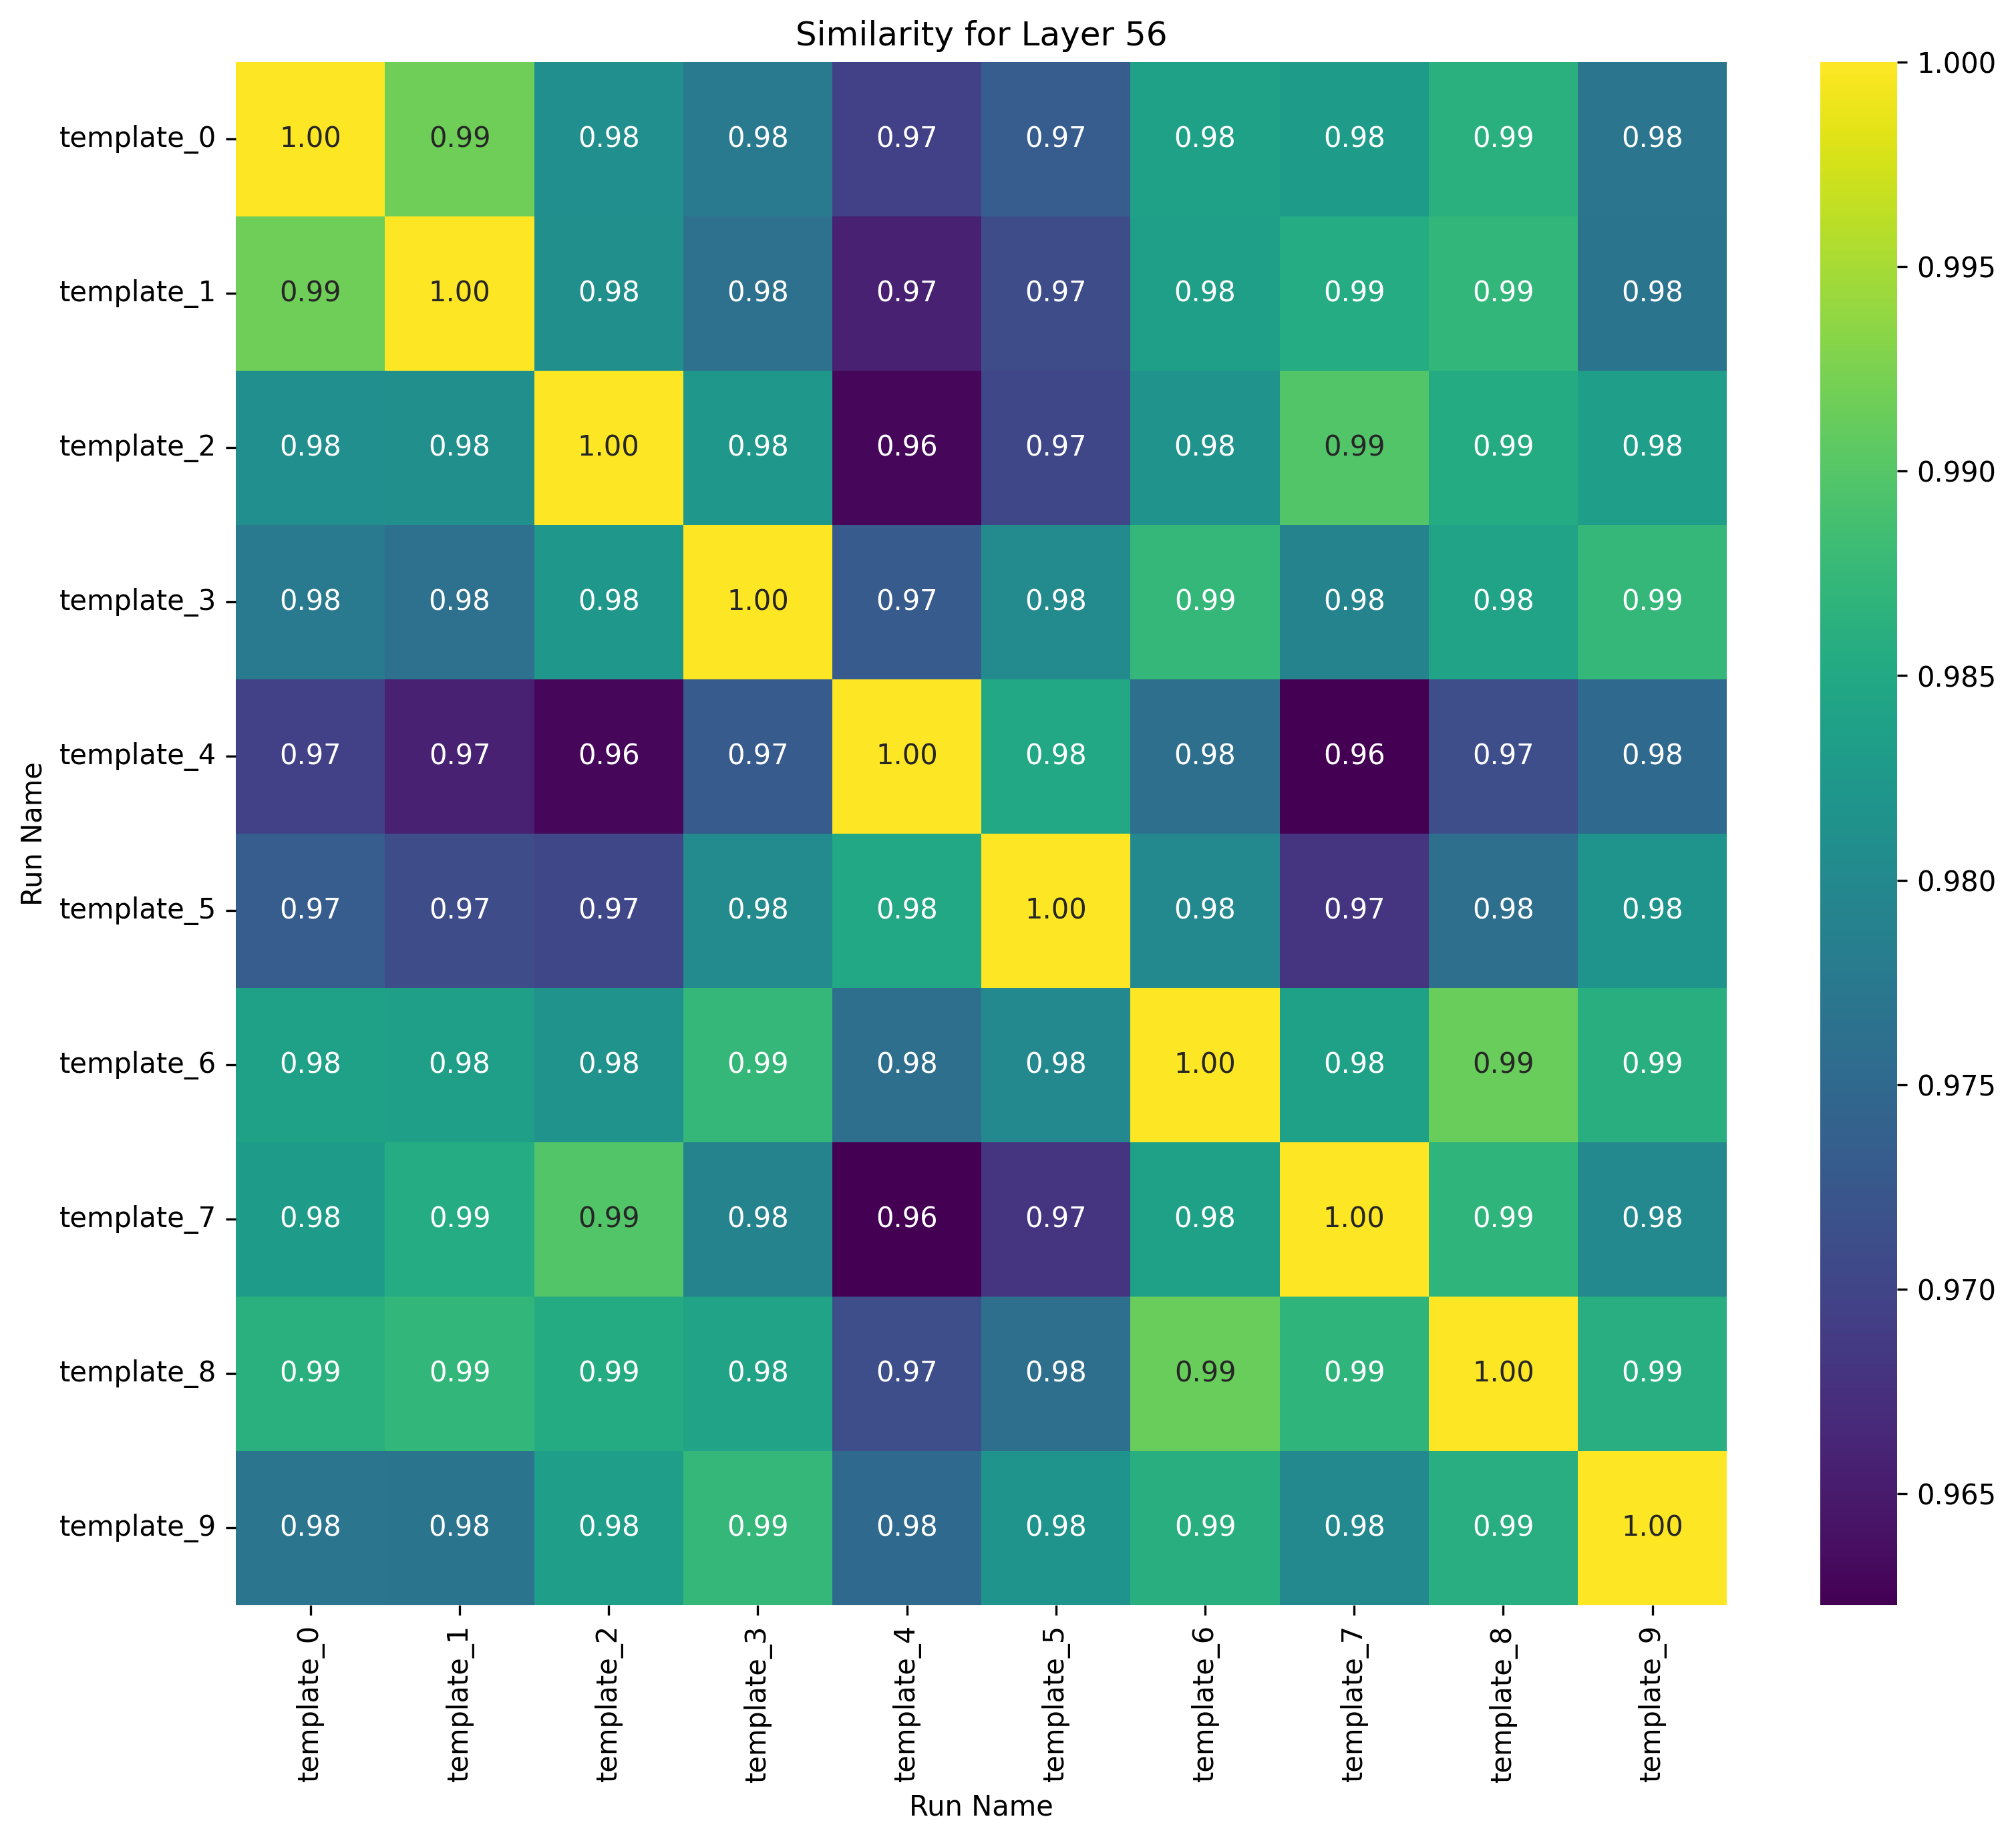 Similarity for Layer 56
template_0 1.00 0.99 0.98 0.98 0.97 0.97 0.98 0.98 0.99 0.98
template_1 0.99 1.00 0.98 0.98 0.97 0.97 0.98 0.99 0.99 0.98
template_2 0.98 0.98 1.00 0.98 0.96 0.97 0.98 0.99 0.99 0.98
template_3 0.98 0.98 0.98 1.00 0.97 0.98 0.99 0.98 0.98 0.99
template_4 0.97 0.97 0.96 0.97 1.00 0.98 0.98 0.96 0.97 0.98
template_5 0.97 0.97 0.97 0.98 0.98 1.00 0.98 0.97 0.98 0.98
template_6 0.98 0.98 0.98 0.99 0.98 0.98 1.00 0.98 0.99 0.99
template_7 0.98 0.99 0.99 0.98 0.96 0.97 0.98 1.00 0.99 0.98
template_8 0.99 0.99 0.99 0.98 0.97 0.98 0.99 0.99 1.00 0.99
template_9 0.98 0.98 0.98 0.99 0.98 0.98 0.99 0.98 0.99 1.00
template_0 template_1 template_2 template_3 template_4 template_5 template_6 template_7 template_8 template_9
Run Name
Run Name
1.000
0.995
0.990
0.985
0.980
0.975
0.970
0.965